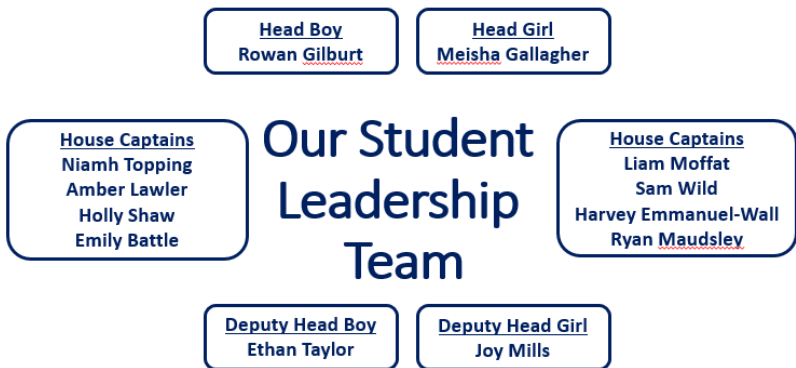 Head Boy
Rowan Gilburt
Head Girl
Meisha Gallagher
House Captains
Niamh Topping
Amber Lawler
Holly Shaw
Emily Battle
Our Student
Leadership
Team
House Captains
Liam Moffat
Sam Wild
Harvey Emmanuel-Wall
Ryan Maudsley
Deputy Head Boy
Ethan Taylor
Deputy Head Girl
Joy Mills